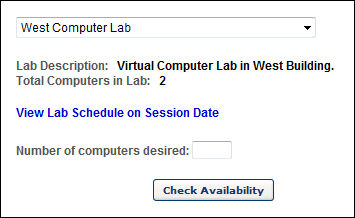 West Computer Lab
Lab Description: Virtual Computer Lab in West Building.
Total Computers in Lab: 2
View Lab Schedule on Session Date
Number of computers desired:
Check Availability